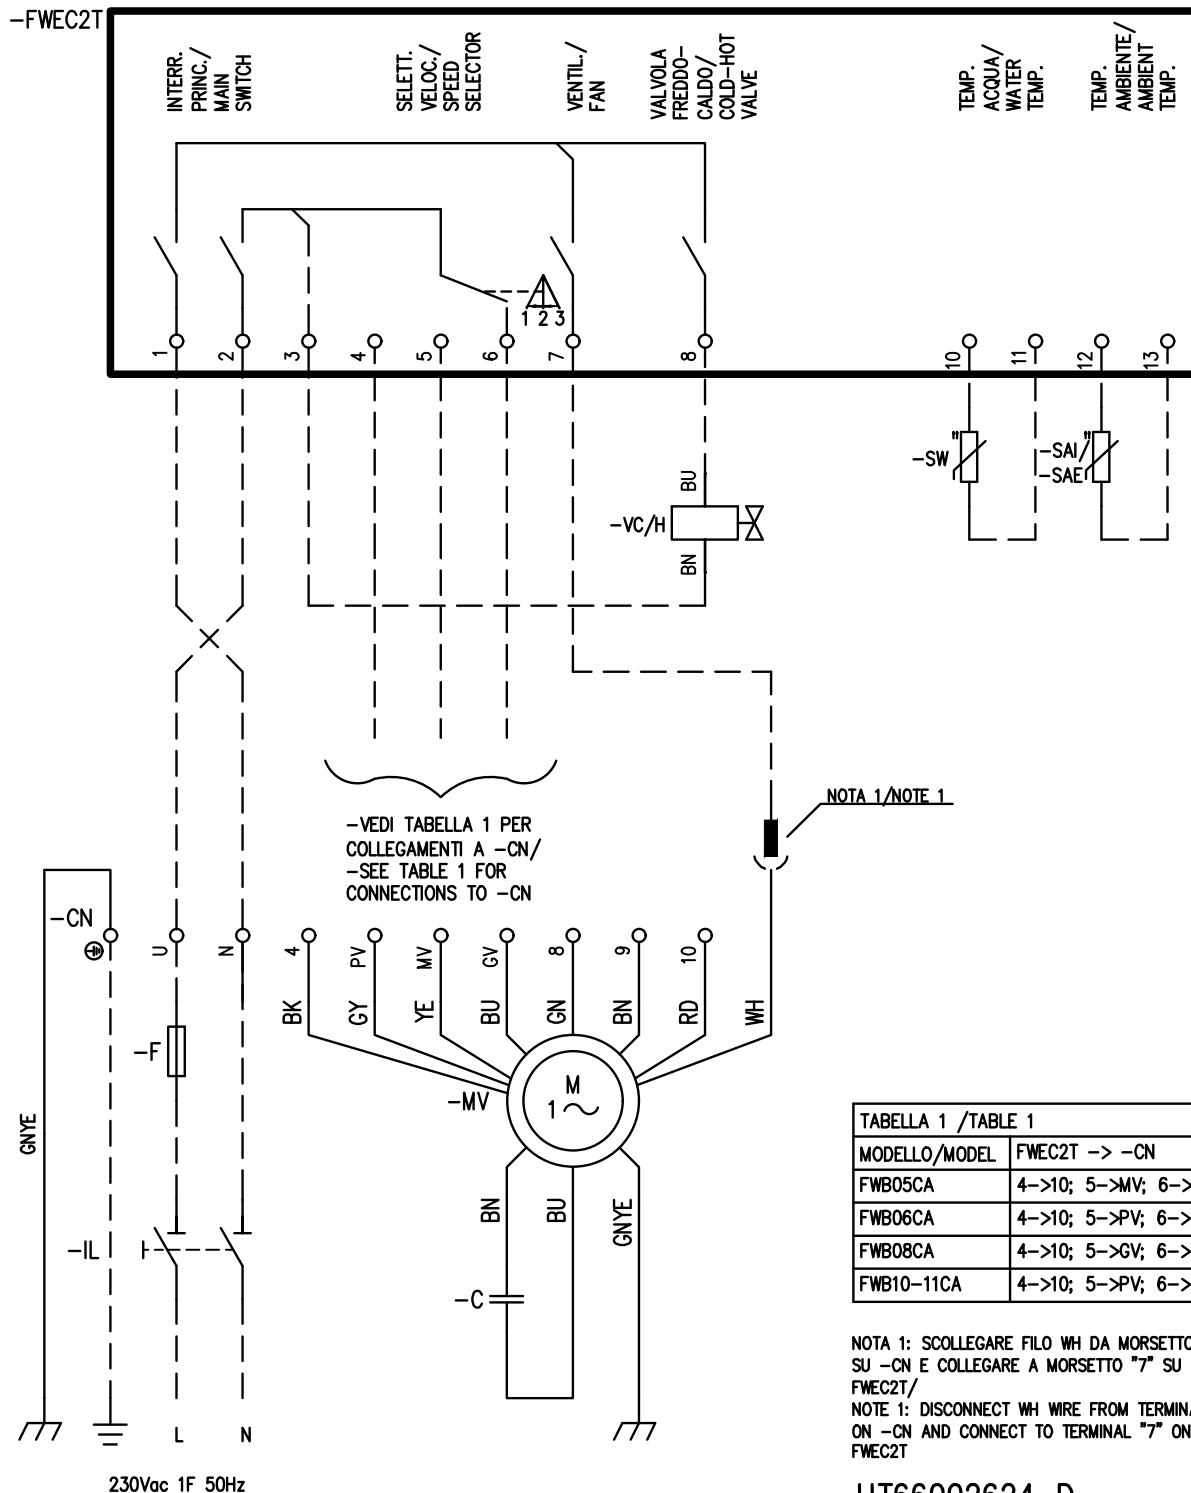 -FWEC2T
INTERR.
PRINC./
MAIN
SWITCH
SELETT.
VELOC./
SPEED
SELECTOR
VENTIL./
FAN
VALVOLA
FREDDO-
CALDO/
COLD-HOT
VALVE
TEMP.
ACQUA/
WATER
TEMP.
TEMP.
AMBIENTE/
AMBIENT
TEMP.
1 2 3
1 2 3 4 5 6 7 8 10 11 12 13
-SW
-SAI/
-SAE
BU
-VC/H
BN
NOTA 1/NOTE 1
-VEDI TABELLA 1 PER
COLLEGAMENTI A -CN/
-SEE TABLE 1 FOR
CONNECTIONS TO -CN
-CN
U N 4 PV MV GV 8 9 10
BK GY YE BU GN BN RD WH
-F
-MV
M
1
GNYE
BN BU GNYE
-IL
-C
L N
230Vac 1F 50Hz
TABELLA 1 /TABLE 1
MODELLO/MODEL FWEC2T -> -CN
FWB05CA 4->10; 5->MV; 6->
FWB06CA 4->10; 5->PV; 6->
FWB08CA 4->10; 5->GV; 6->
FWB10-11CA 4->10; 5->PV; 6->
NOTA 1: SCOLLEGARE FILO WH DA MORSETTO
SU -CN E COLLEGARE A MORSETTO "7" SU
FWEC2T/
NOTE 1: DISCONNECT WH WIRE FROM TERMINA
ON -CN AND CONNECT TO TERMINAL "7" ON
FWEC2T